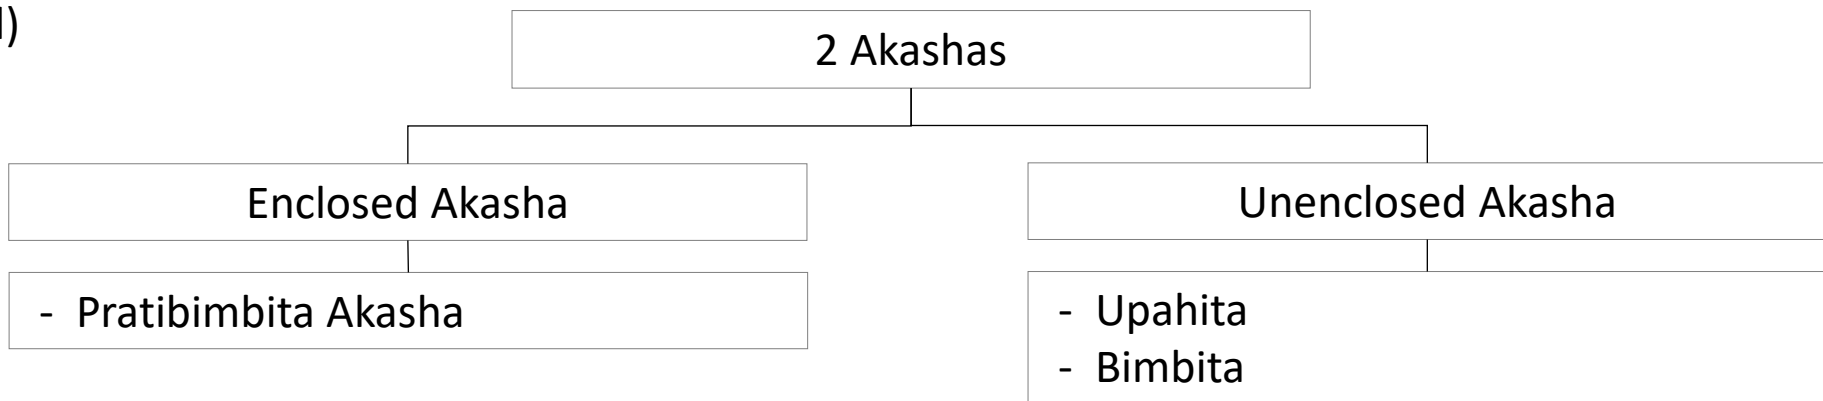 2 Akashas
Enclosed Akasha
Unenclosed Akasha
- Pratibimbita Akasha
- Upahita
- Bimbita